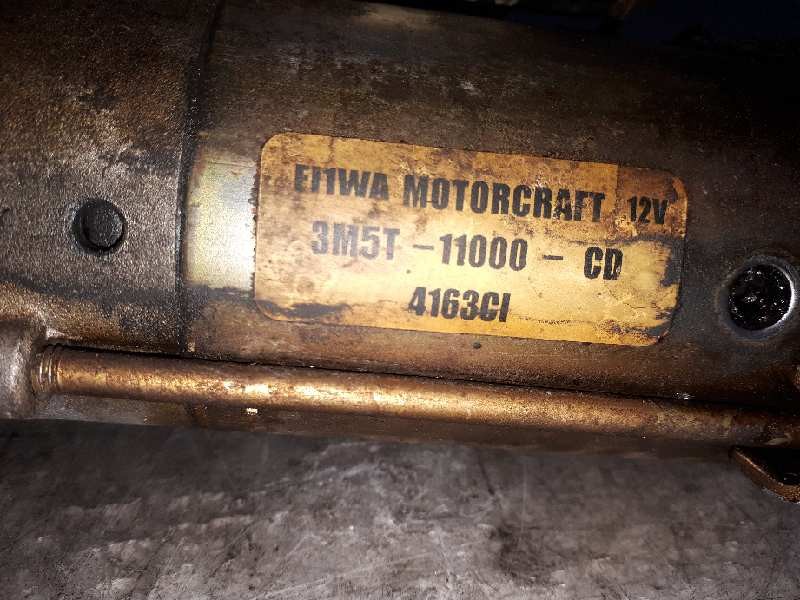 EI1WA MOTORCRAFT 12V
3M5T - 11000 - CD
4163CI